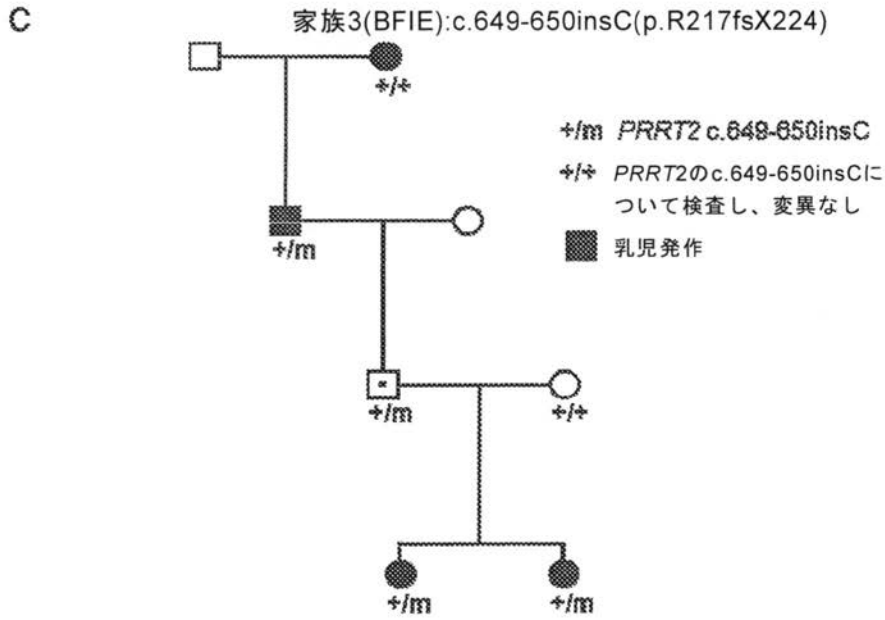 C
家族3(BFIE):c.649-650insC(p.R217fsX224)
+/+
+/m PRRT2 c.649-650insC
+/+ PRRT2のc.649-650insCに
ついて検査し、変異なし
乳児発作
+/m
+/m
+/+
+/m
+/m